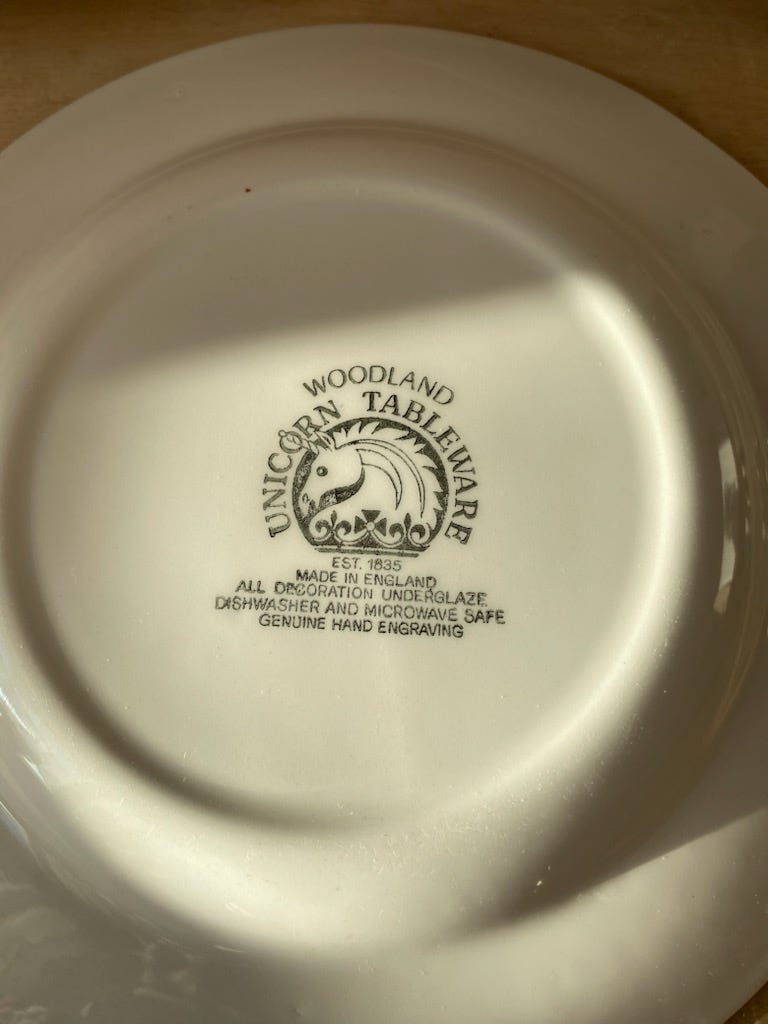 WOODLAND
UNICORN TABLEWARE
EST. 1835
MADE IN ENGLAND
ALL DECORATION UNDERGLAZE
DISHWASHER AND MICROWAVE SAFE
GENUINE HAND ENGRAVING